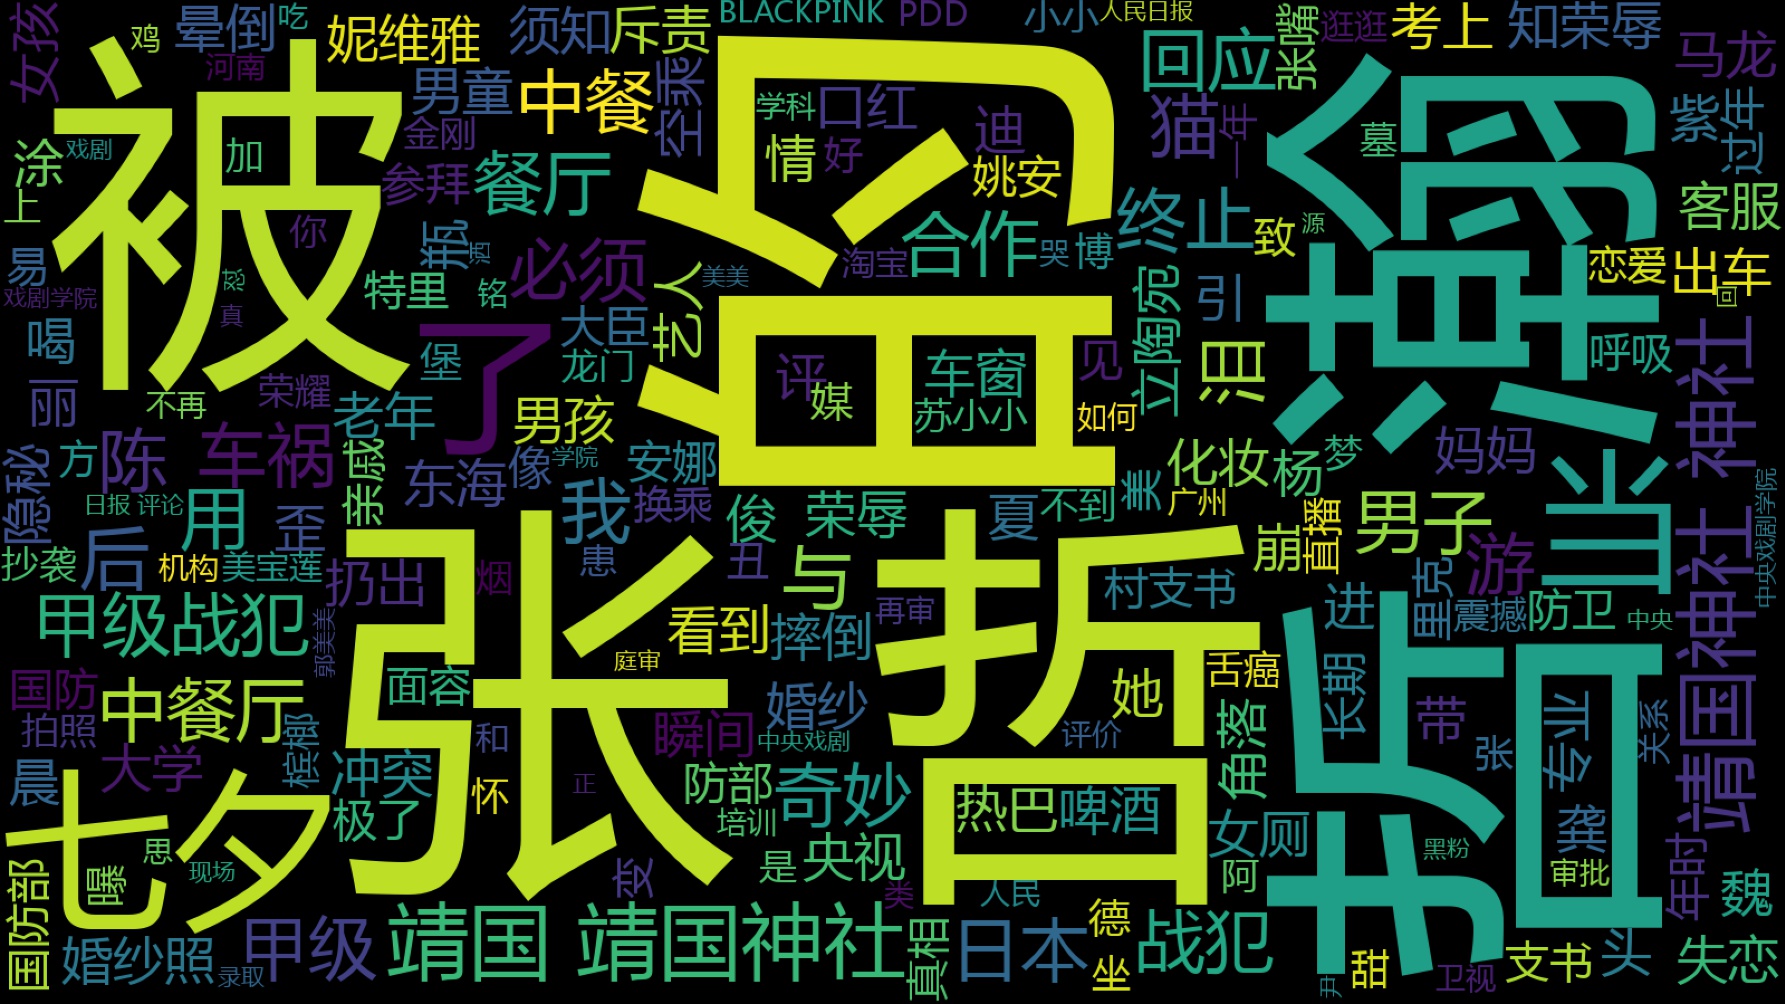 女孩
鸡
晕倒
吃
妮维雅
须知
斥责
BLACKPINK
PDD
小小
人民日报
回应
张嘴
逛逛
考上
知荣辱
马龙
河南
男童
中餐
空乘
学科
口红
迪
猫
一年
墓
紫
过年
被
涂
戏剧
加
金刚
参拜
餐厅
情
好
姚安
合作
终止
致
源
客服
上
你
瓶
酒
必须
淘宝
哭
博
恋爱
出车
回
易
戏剧学院
怼
真
特里
铭
艺人
美美
引
立陶宛
喝
了
大臣
龙门
堡
评
媒
车窗
苏小小
见
如何
泪
呼吸
靖国神社
神社
丽
不再
荣耀
老年
男孩
渣
翻
陈
车祸
亲戚
东海
像
学院
安娜
化妆
杨
梦
妈妈
隐秘
方
日报
评论
用
歪
我
换乘
俊
荣辱
夏
不到
美
广州
直播
男子
中央戏剧学院
抄袭
后
机构
美宝莲
扔出
烟
患
丑
与
崩
村支书
游
里克
甲级战犯
郭美美
张
看到
摔倒
再审
哲
进
震撼
防卫
中央
国防
中餐厅
面容
庭审
她
舌癌
长期
拍照
槟榔
和
瞬间
婚纱
中央戏剧
评价
角落
带
张
专业
关系
晨
大学
冲突
怀
正
防部
奇妙
热巴
啤酒
七夕
极了
培训
女厕
龚
曝
思
现场
变
是
央视
阿
黑粉
审批
年时
国防部
类
人民
魏
婚纱照
录取
甲级
靖国
靖国神社
真相
日本
德
坐
战犯
尹
甜
卫视
支书
头
失恋